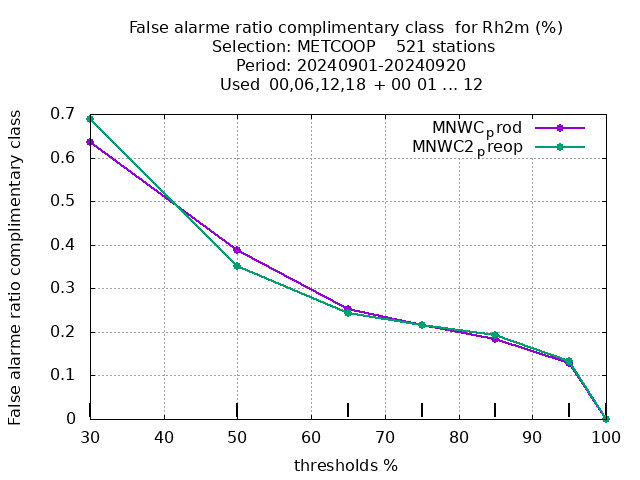 False alarme ratio complimentary class  for Rh2m (%)
Selection: METCOOP    521 stations
Period: 20240901-20240920
Used  00,06,12,18  + 00 01 ... 12
False alarme ratio complimentary class
0.7
0.6
0.5
0.4
0.3
0.2
0.1
0
MNWCprod
MNWC2preop
30 40 50 60 70 80 90 100
thresholds %